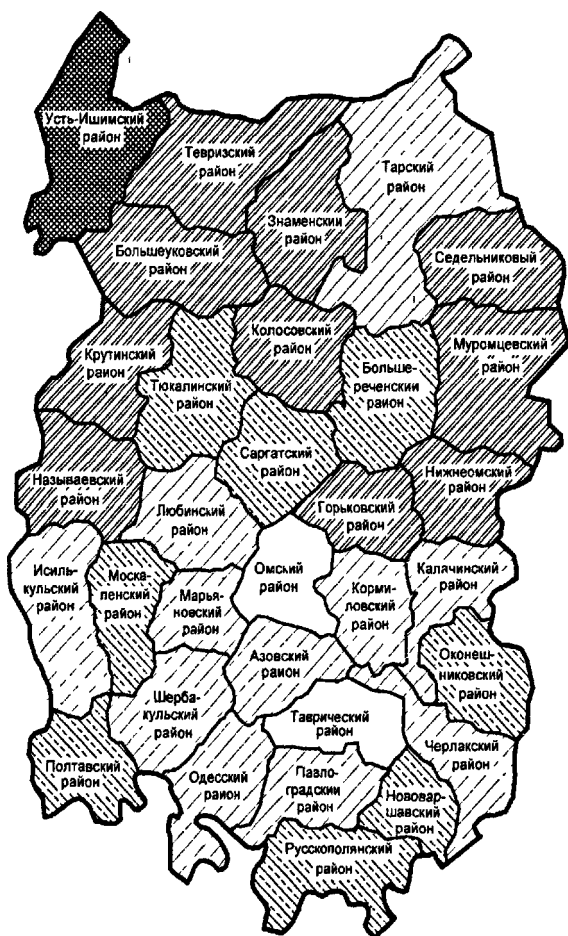 Усть-Ишимский
район
Тевризский
район
Тарский
район
Знаменский
район
Большеуковский
район
Седельниковый
район
Крутинский
район
Тюкалинский
район
Колосовский
район
Больше-
реченский
район
Муромцевский
район
Саргатский
район
Называевский
район
Любинский
район
Горьковский
район
Нижнеомский
район
Исиль-
кульский
район
Моска-
ленский
район
Марья-
новский
район
Омский
район
Корми-
ловский
район
Калачинский
район
Азовский
район
Оконеш-
никовский
район
Шерба-
кульский
район
Таврический
район
Черлакский
район
Полтавский
район
Одесский
район
Павло-
градский
район
Нововар-
шавский
район
Русскополянский
район